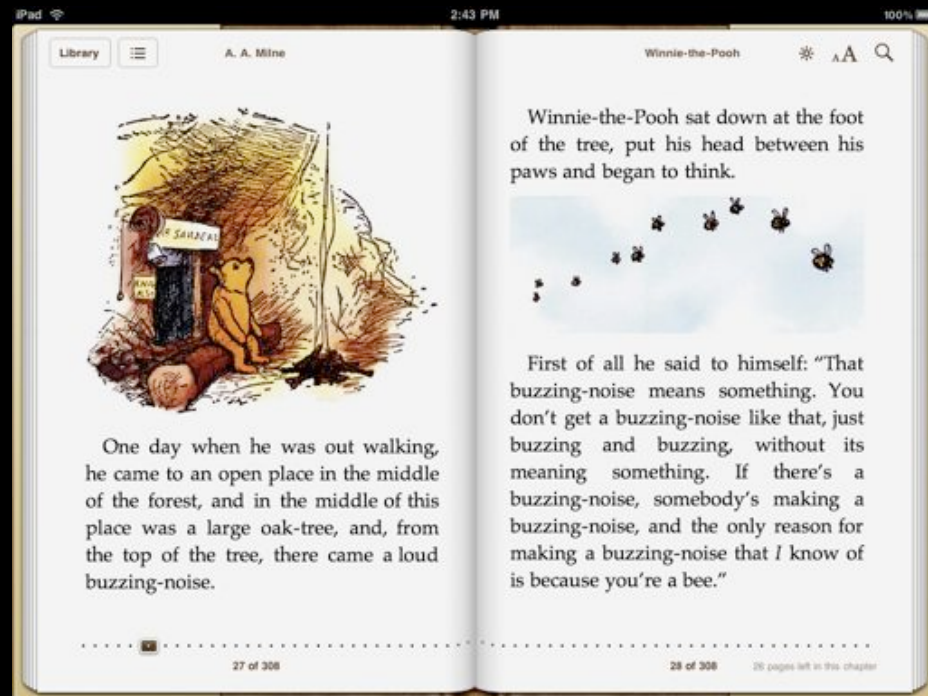 iPad
2:43 PM
100%
Library
A. A. Milne
Winnie-the-Pooh
AA
SANDERS
One day when he was out walking,
he came to an open place in the middle
of the forest, and in the middle of this
place was a large oak-tree, and, from
the top of the tree, there came a loud
buzzing-noise.
27 of 308
Winnie-the-Pooh sat down at the foot
of the tree, put his head between his
paws and began to think.
First of all he said to himself: “That
buzzing-noise means something. You
don’t get a buzzing-noise like that, just
buzzing and buzzing, without its
meaning something. If there’s a
buzzing-noise, somebody’s making a
buzzing-noise, and the only reason for
making a buzzing-noise that I know of
is because you’re a bee.”
28 of 308
26 pages left in this chapter